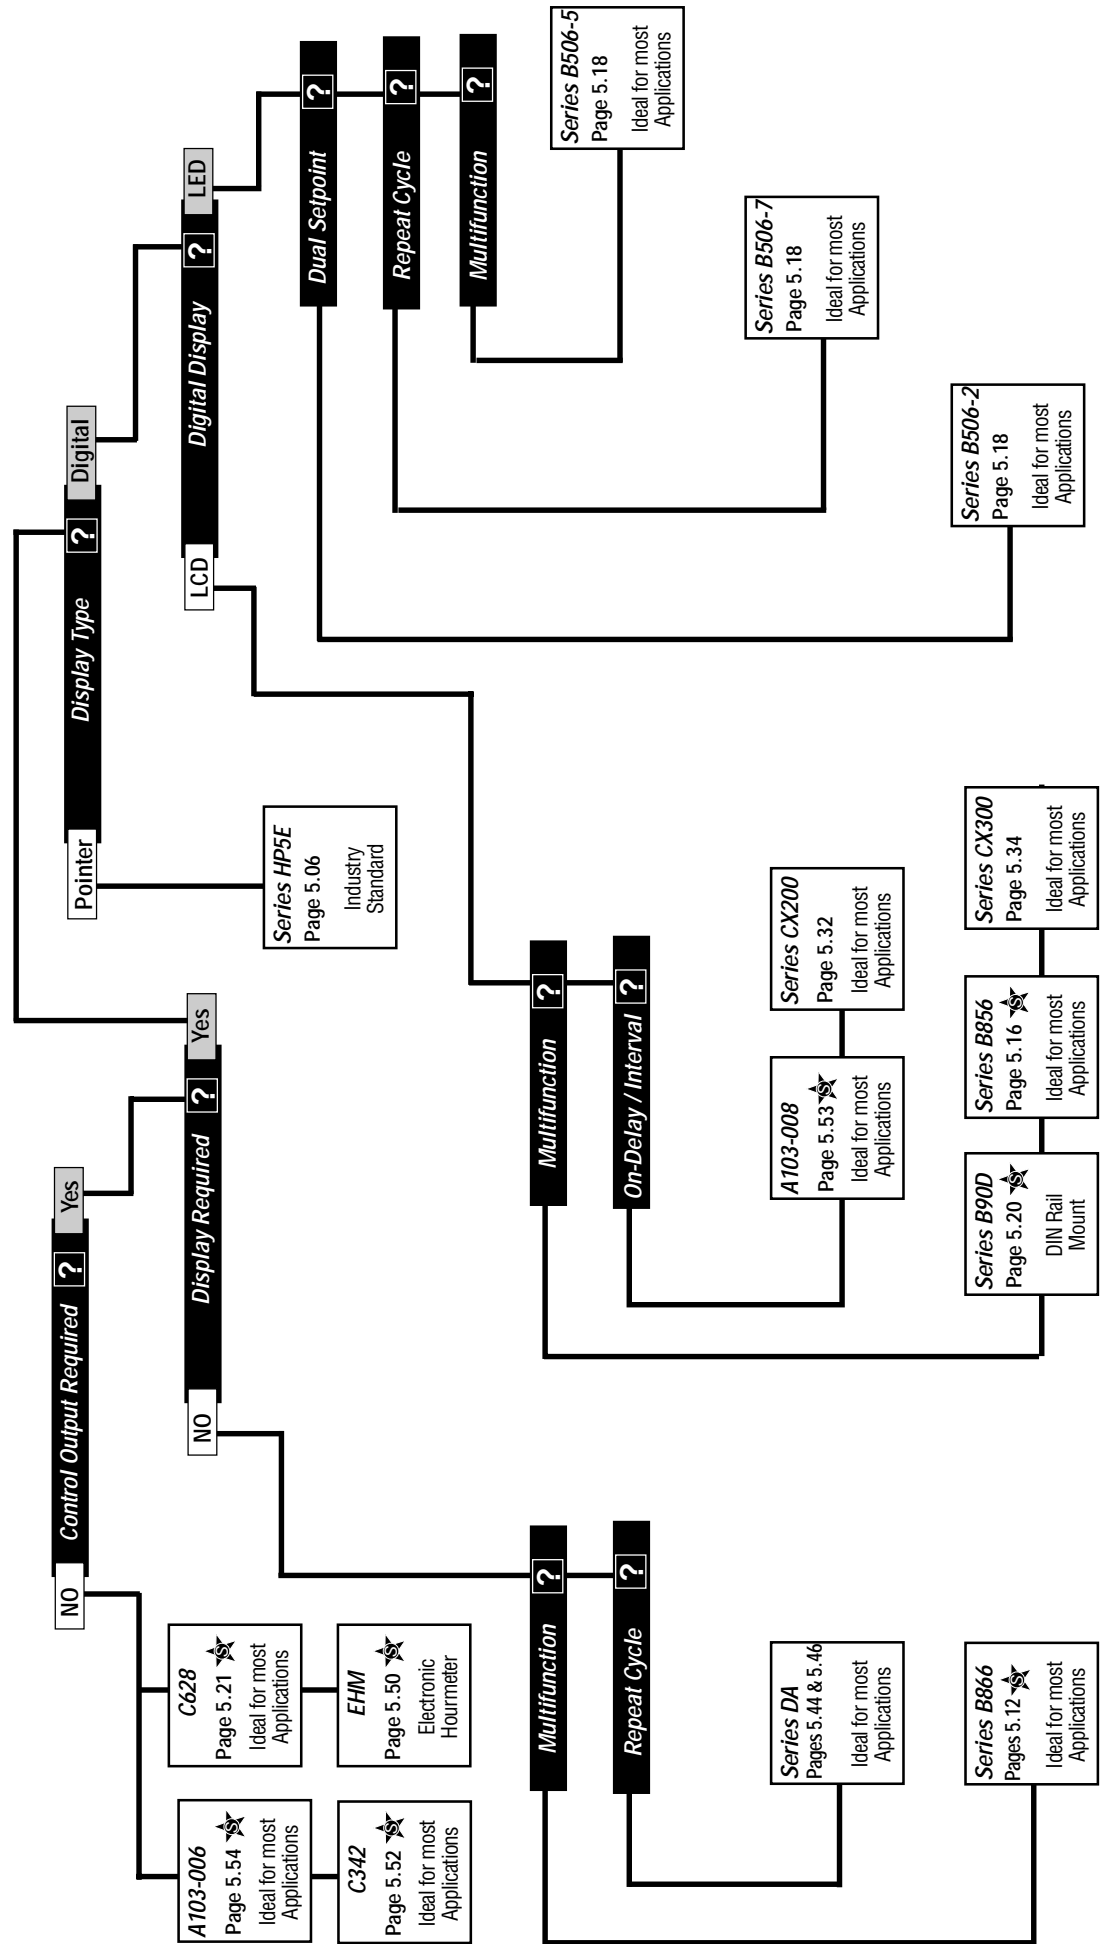 Control Output Required
?
NO
Yes
A103-006
Page 5.54
S
Ideal for most
Applications
C342
Page 5.52
S
Ideal for most
Applications
C628
Page 5.21
S
Ideal for most
Applications
EHM
Page 5.50
S
Electronic
Hourmeter
Display Required
?
NO
Yes
Multifunction
?
Repeat Cycle
?
Series DA
Pages 5.44 & 5.46
Ideal for most
Applications
Series B866
Pages 5.12
S
Ideal for most
Applications
Display Type
?
Pointer
Digital
Series HP5E
Page 5.06
Industry
Standard
Digital Display
?
LCD
LED
Multifunction
?
On-Delay / Interval
?
A103-008
Page 5.53
S
Ideal for most
Applications
Series CX200
Page 5.32
Ideal for most
Applications
Series B90D
Page 5.20
S
DIN Rail
Mount
Series B856
Page 5.16
S
Ideal for most
Applications
Series CX300
Page 5.34
Ideal for most
Applications
Dual Setpoint
?
Repeat Cycle
?
Multifunction
?
Series B506-5
Page 5.18
Ideal for most
Applications
Series B506-7
Page 5.18
Ideal for most
Applications
Series B506-2
Page 5.18
Ideal for most
Applications